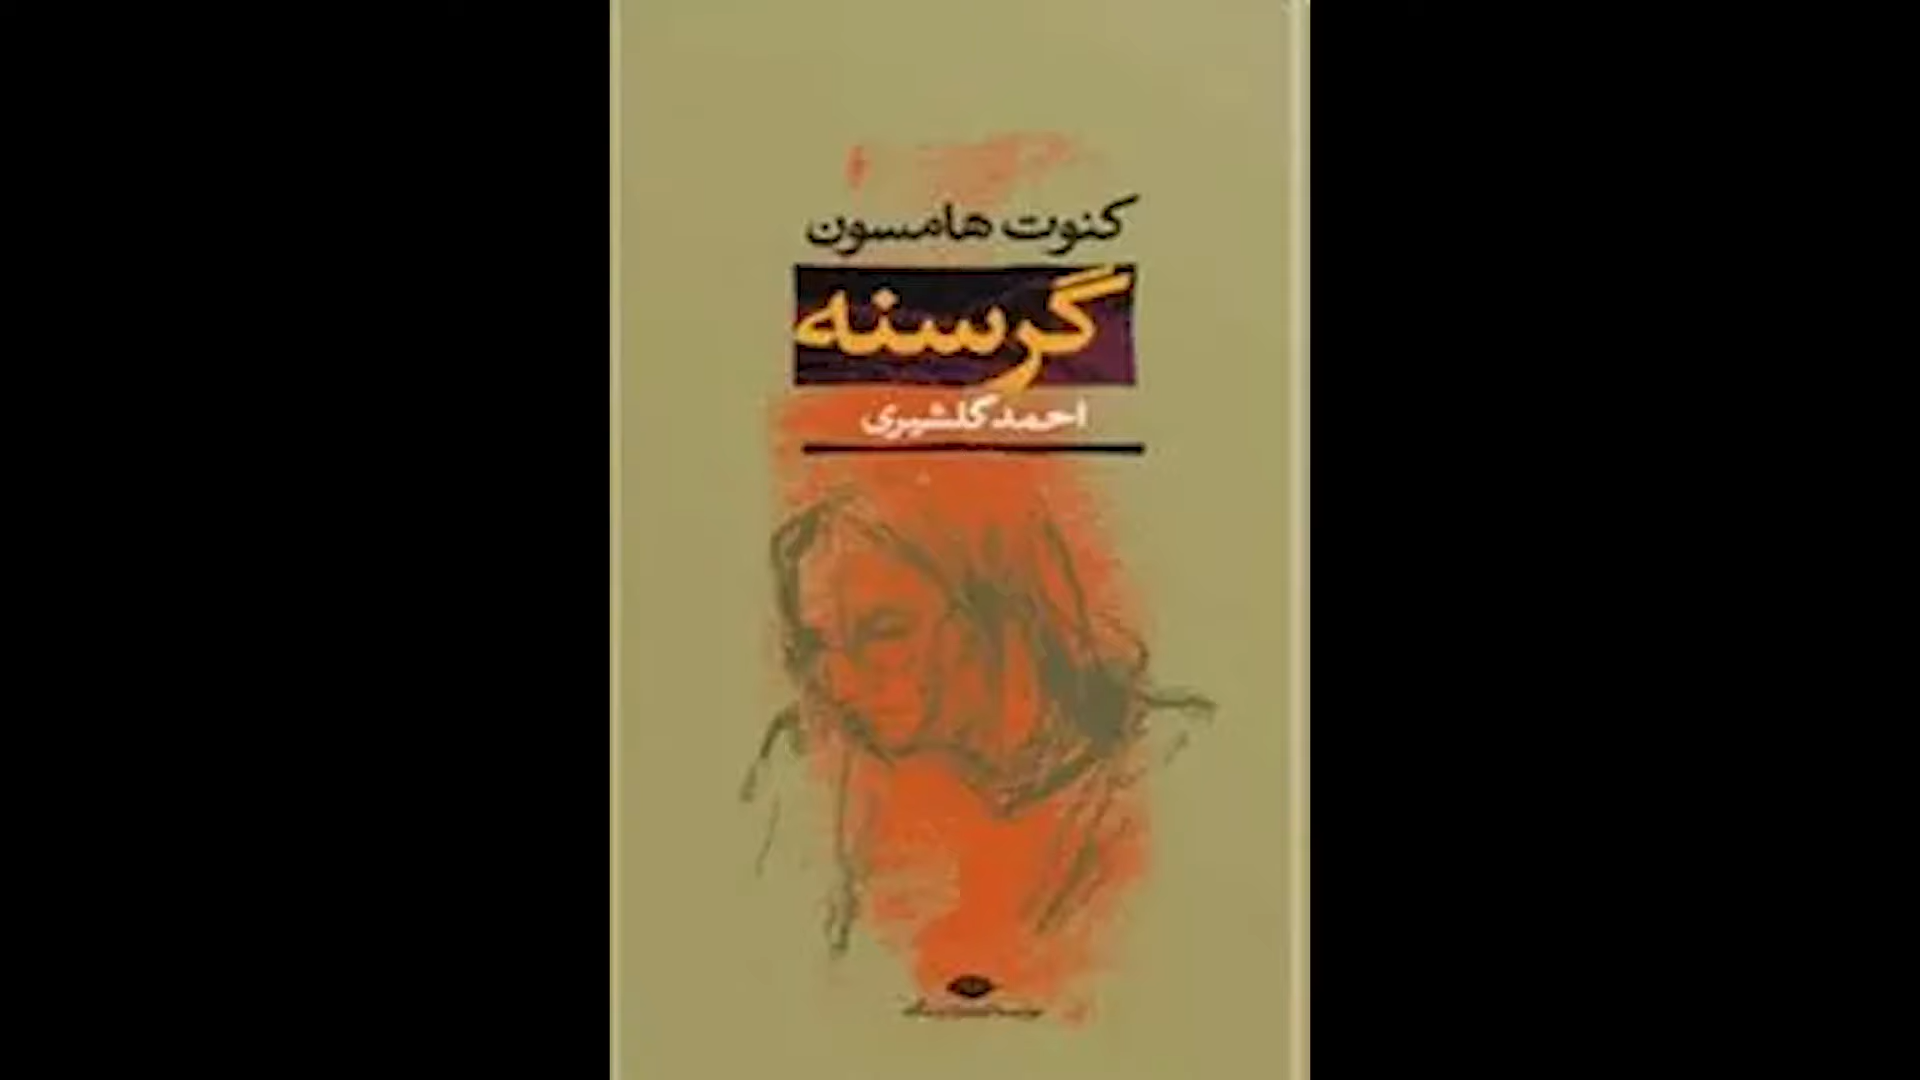 کنوت هامسون
گرسنه
احمد گلشیری